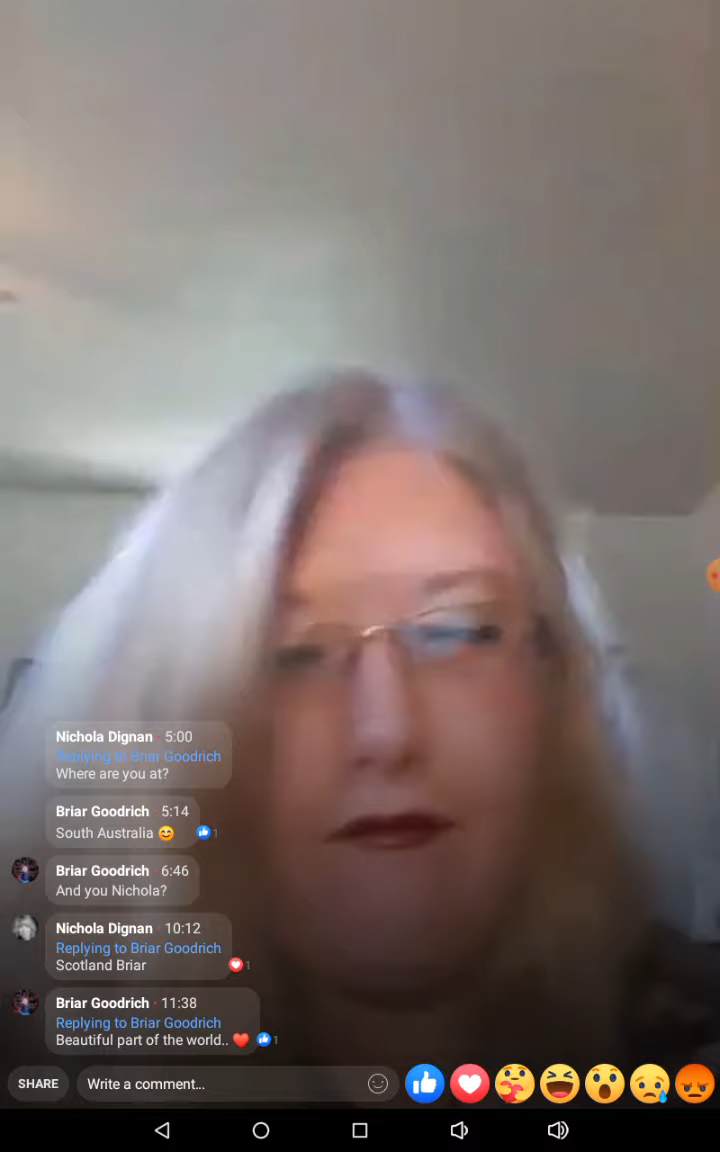 Nichola Dignan · 5:00
Replying to Briar Goodrich
Where are you at?
Briar Goodrich · 5:14
South Australia 😊
1
Briar Goodrich · 6:46
And you Nichola?
Nichola Dignan · 10:12
Replying to Briar Goodrich
Scotland Briar
1
Briar Goodrich · 11:38
Replying to Briar Goodrich
Beautiful part of the world.. ❤️
1
SHARE
Write a comment...